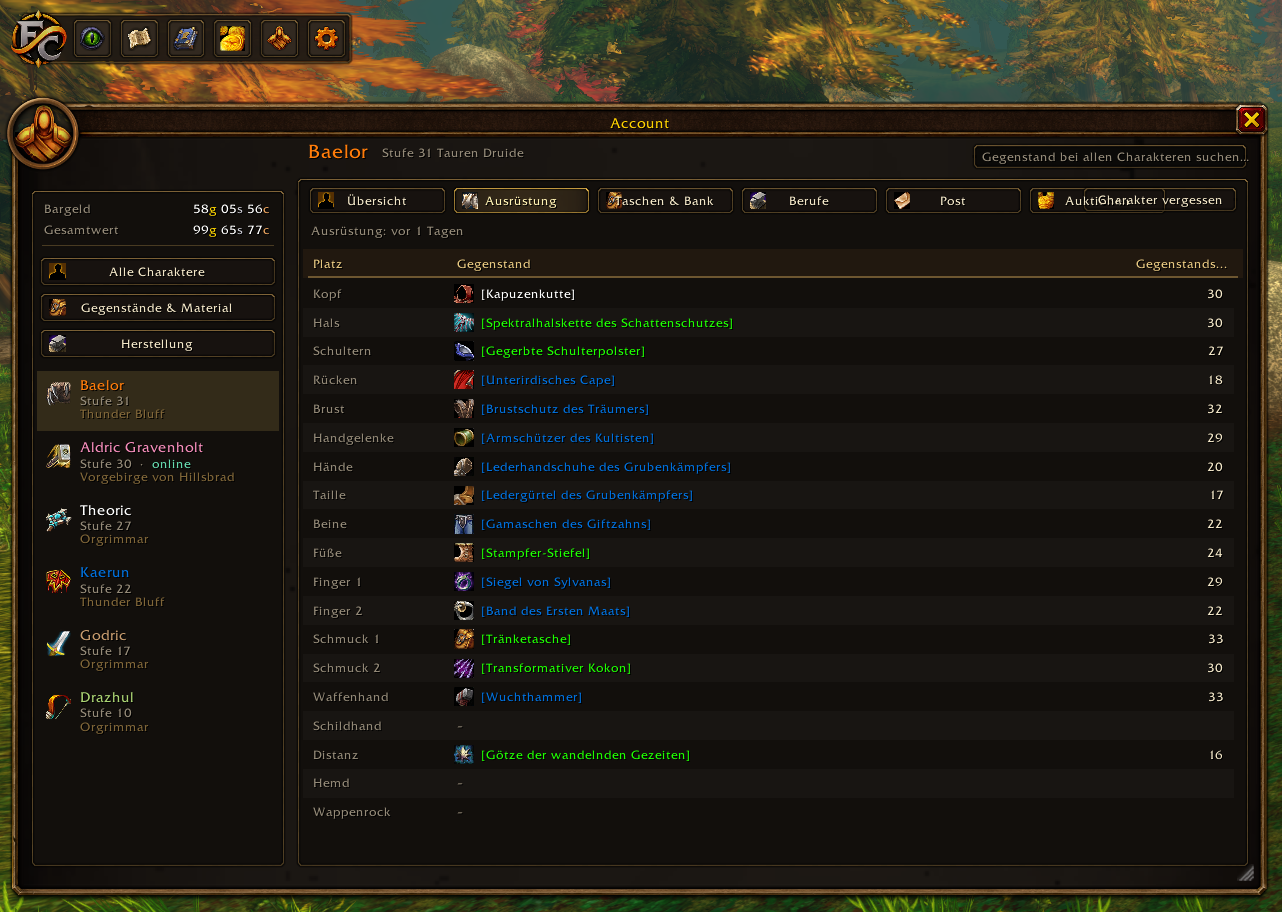 FC
Account
Baelor Stufe 31 Tauren Druide
Gegenstand bei allen Charakteren suchen...
Bargeld 58g 05s 56c
Gesamtwert 99g 65s 77c
Alle Charaktere
Gegenstände & Material
Herstellung
Baelor
Stufe 31
Thunder Bluff
Aldric Gravenholt
Stufe 30 · online
Vorgebirge von Hillsbrad
Theoric
Stufe 27
Orgrimmar
Kaerun
Stufe 22
Thunder Bluff
Godric
Stufe 17
Orgrimmar
Drazhul
Stufe 10
Orgrimmar
Übersicht Ausrüstung Taschen & Bank Berufe Post Charakter vergessen
Ausrüstung: vor 1 Tagen
Platz Gegenstand Gegenstands...
Kopf [Kapuzenkutte] 30
Hals [Spektralhalskette des Schattenschutzes] 30
Schultern [Gegerbte Schulterpolster] 27
Rücken [Unterirdisches Cape] 18
Brust [Brustschutz des Träumers] 32
Handgelenke [Armschützer des Kultisten] 29
Hände [Lederhandschuhe des Grubenkämpfers] 20
Taille [Ledergürtel des Grubenkämpfers] 17
Beine [Gamaschen des Giftzahns] 22
Füße [Stampfer-Stiefel] 24
Finger 1 [Siegel von Sylvanas] 29
Finger 2 [Band des Ersten Maats] 22
Schmuck 1 [Tränketasche] 33
Schmuck 2 [Transformativer Kokon] 30
Waffenhand [Wuchthammer] 33
Schildhand -
Distanz [Götze der wandelnden Gezeiten] 16
Hemd -
Wappenrock -